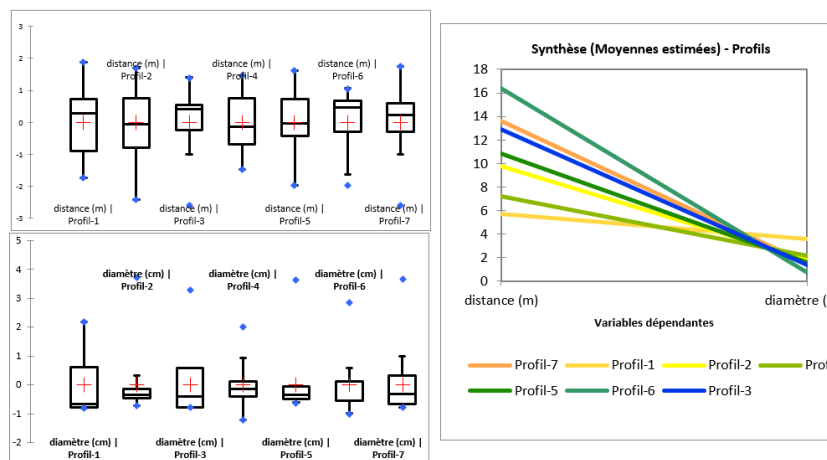 3
2
1
0
-1
-2
-3
distance (m) |
Profil-2
distance (m) |
Profil-4
distance (m) |
Profil-6
distance (m) |
Profil-1
distance (m) |
Profil-3
distance (m) |
Profil-5
distance (m) |
Profil-7
5
4
3
2
1
0
-1
-2
diamètre (cm) |
Profil-2
diamètre (cm) |
Profil-4
diamètre (cm) |
Profil-6
diamètre (cm) |
Profil-1
diamètre (cm) |
Profil-3
diamètre (cm) |
Profil-5
diamètre (cm) |
Profil-7
Synthèse (Moyennes estimées) - Profils
18
16
14
12
10
8
6
4
2
0
distance (m)
diamètre (
Variables dépendantes
Profil-7
Profil-1
Profil-2
Prof
Profil-5
Profil-6
Profil-3